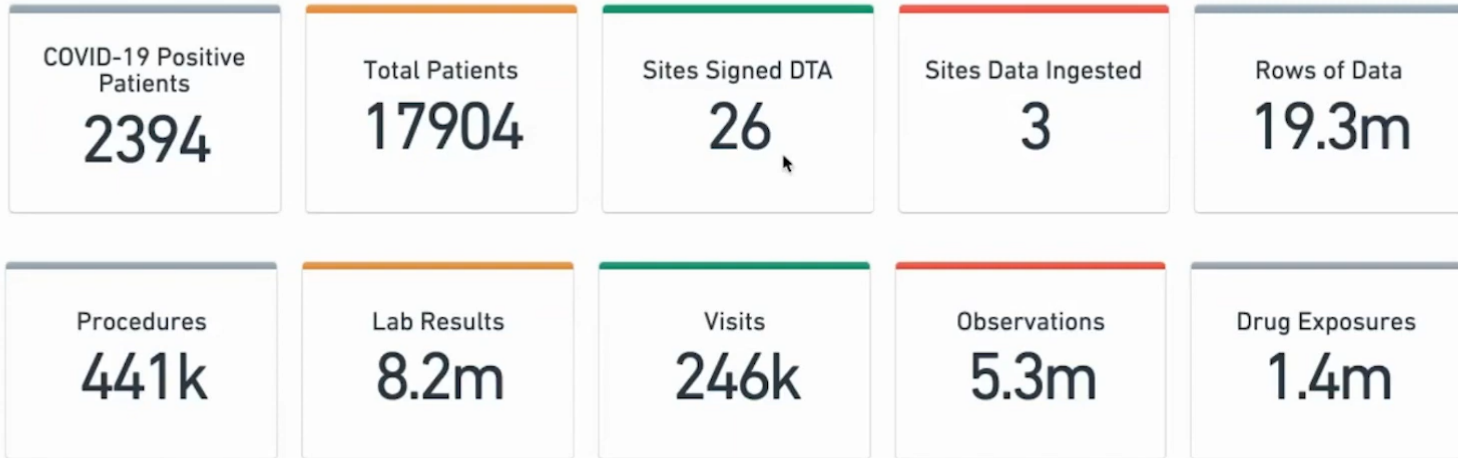 COVID-19 Positive
Patients
2394
Total Patients
17904
Sites Signed DTA
26
Sites Data Ingested
3
Rows of Data
19.3m
Procedures
441k
Lab Results
8.2m
Visits
246k
Observations
5.3m
Drug Exposures
1.4m